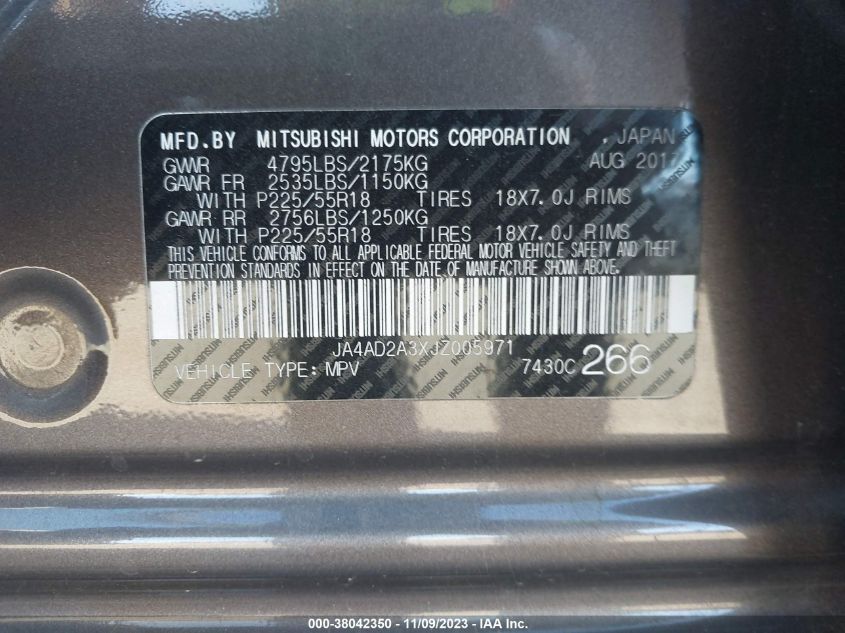 MFD.BY MITSUBISHI MOTORS CORPORATION , JAPAN
GVWR 4795LBS/2175KG AUG 2017
GAWR FR 2535LBS/1150KG
WITH P225/55R18 TIRES 18X7.0J RIMS
GAWR RR 2756LBS/1250KG
WITH P225/55R18 TIRES 18X7.0J RIMS
THIS VEHICLE CONFORMS TO ALL APPLICABLE FEDERAL MOTOR VEHICLE SAFETY AND THEFT
PREVENTION STANDARDS IN EFFECT ON THE DATE OF MANUFACTURE SHOWN ABOVE.
JA4AD2A3XJZ005971
VEHICLE TYPE: MPV 7430C 266
000-38042350 - 11/09/2023 - IAA Inc.